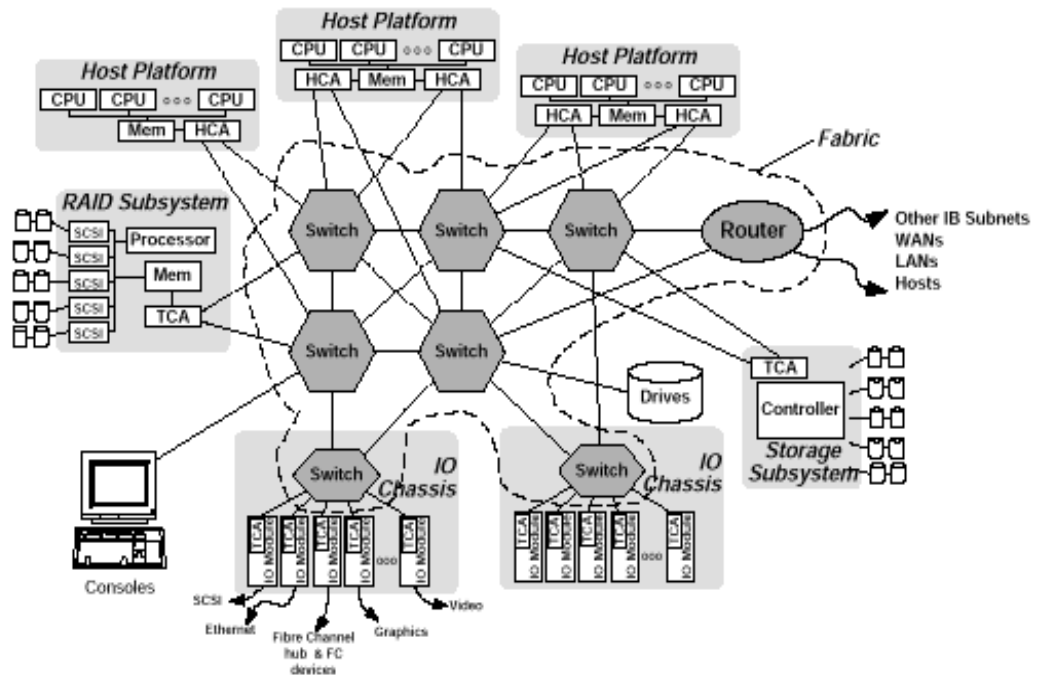 Host Platform
CPU CPU ooo CPU
HCA Mem HCA
Host Platform
CPU CPU ooo CPU
Mem HCA
Host Platform
CPU CPU ooo CPU
HCA Mem HCA
Fabric
RAID Subsystem
SCSI
SCSI
SCSI
SCSI
SCSI
Processor
Mem
TCA
Switch
Switch
Switch
Router
Other IB Subnets
WANs
LANs
Hosts
Switch
Switch
Drives
TCA
Controller
Storage
Subsystem
Consoles
Switch
IO
Chassis
TCA IO Module
TCA IO Module
TCA IO Module
TCA IO Module
ooo
TCA IO Module
SCSI
Ethernet
Fibre Channel
hub & FC
devices
Graphics
Video
Switch
IO
Chassis
TCA IO Module
TCA IO Module
TCA IO Module
TCA IO Module
ooo
TCA IO Module